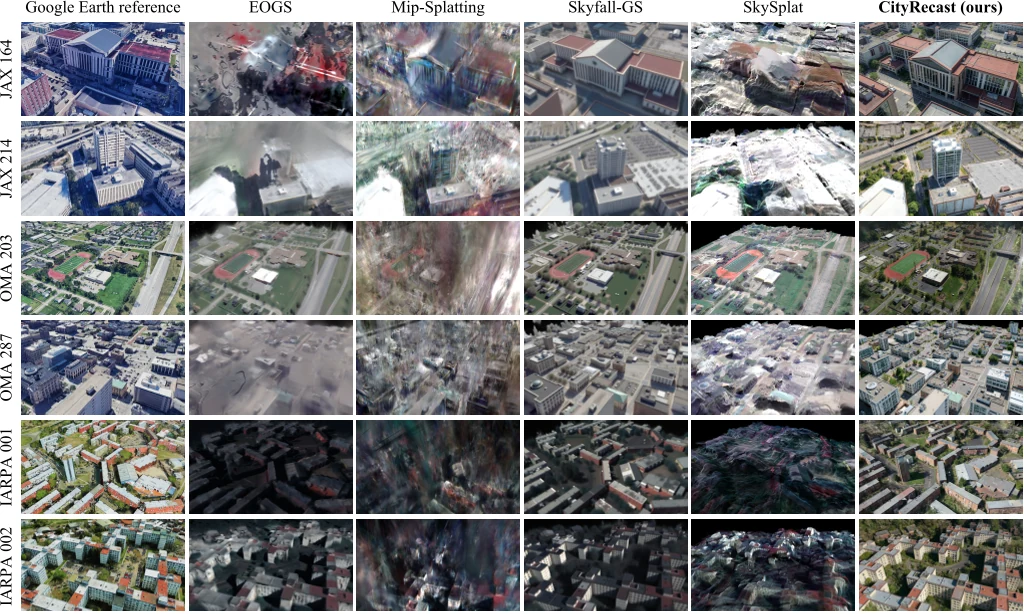 Google Earth reference EOGS Mip-Splatting Skyfall-GS SkySplat CityRecast (ours)
JAX 164
JAX 214
OMA 203
OMA 287
IARPA 001
IARPA 002